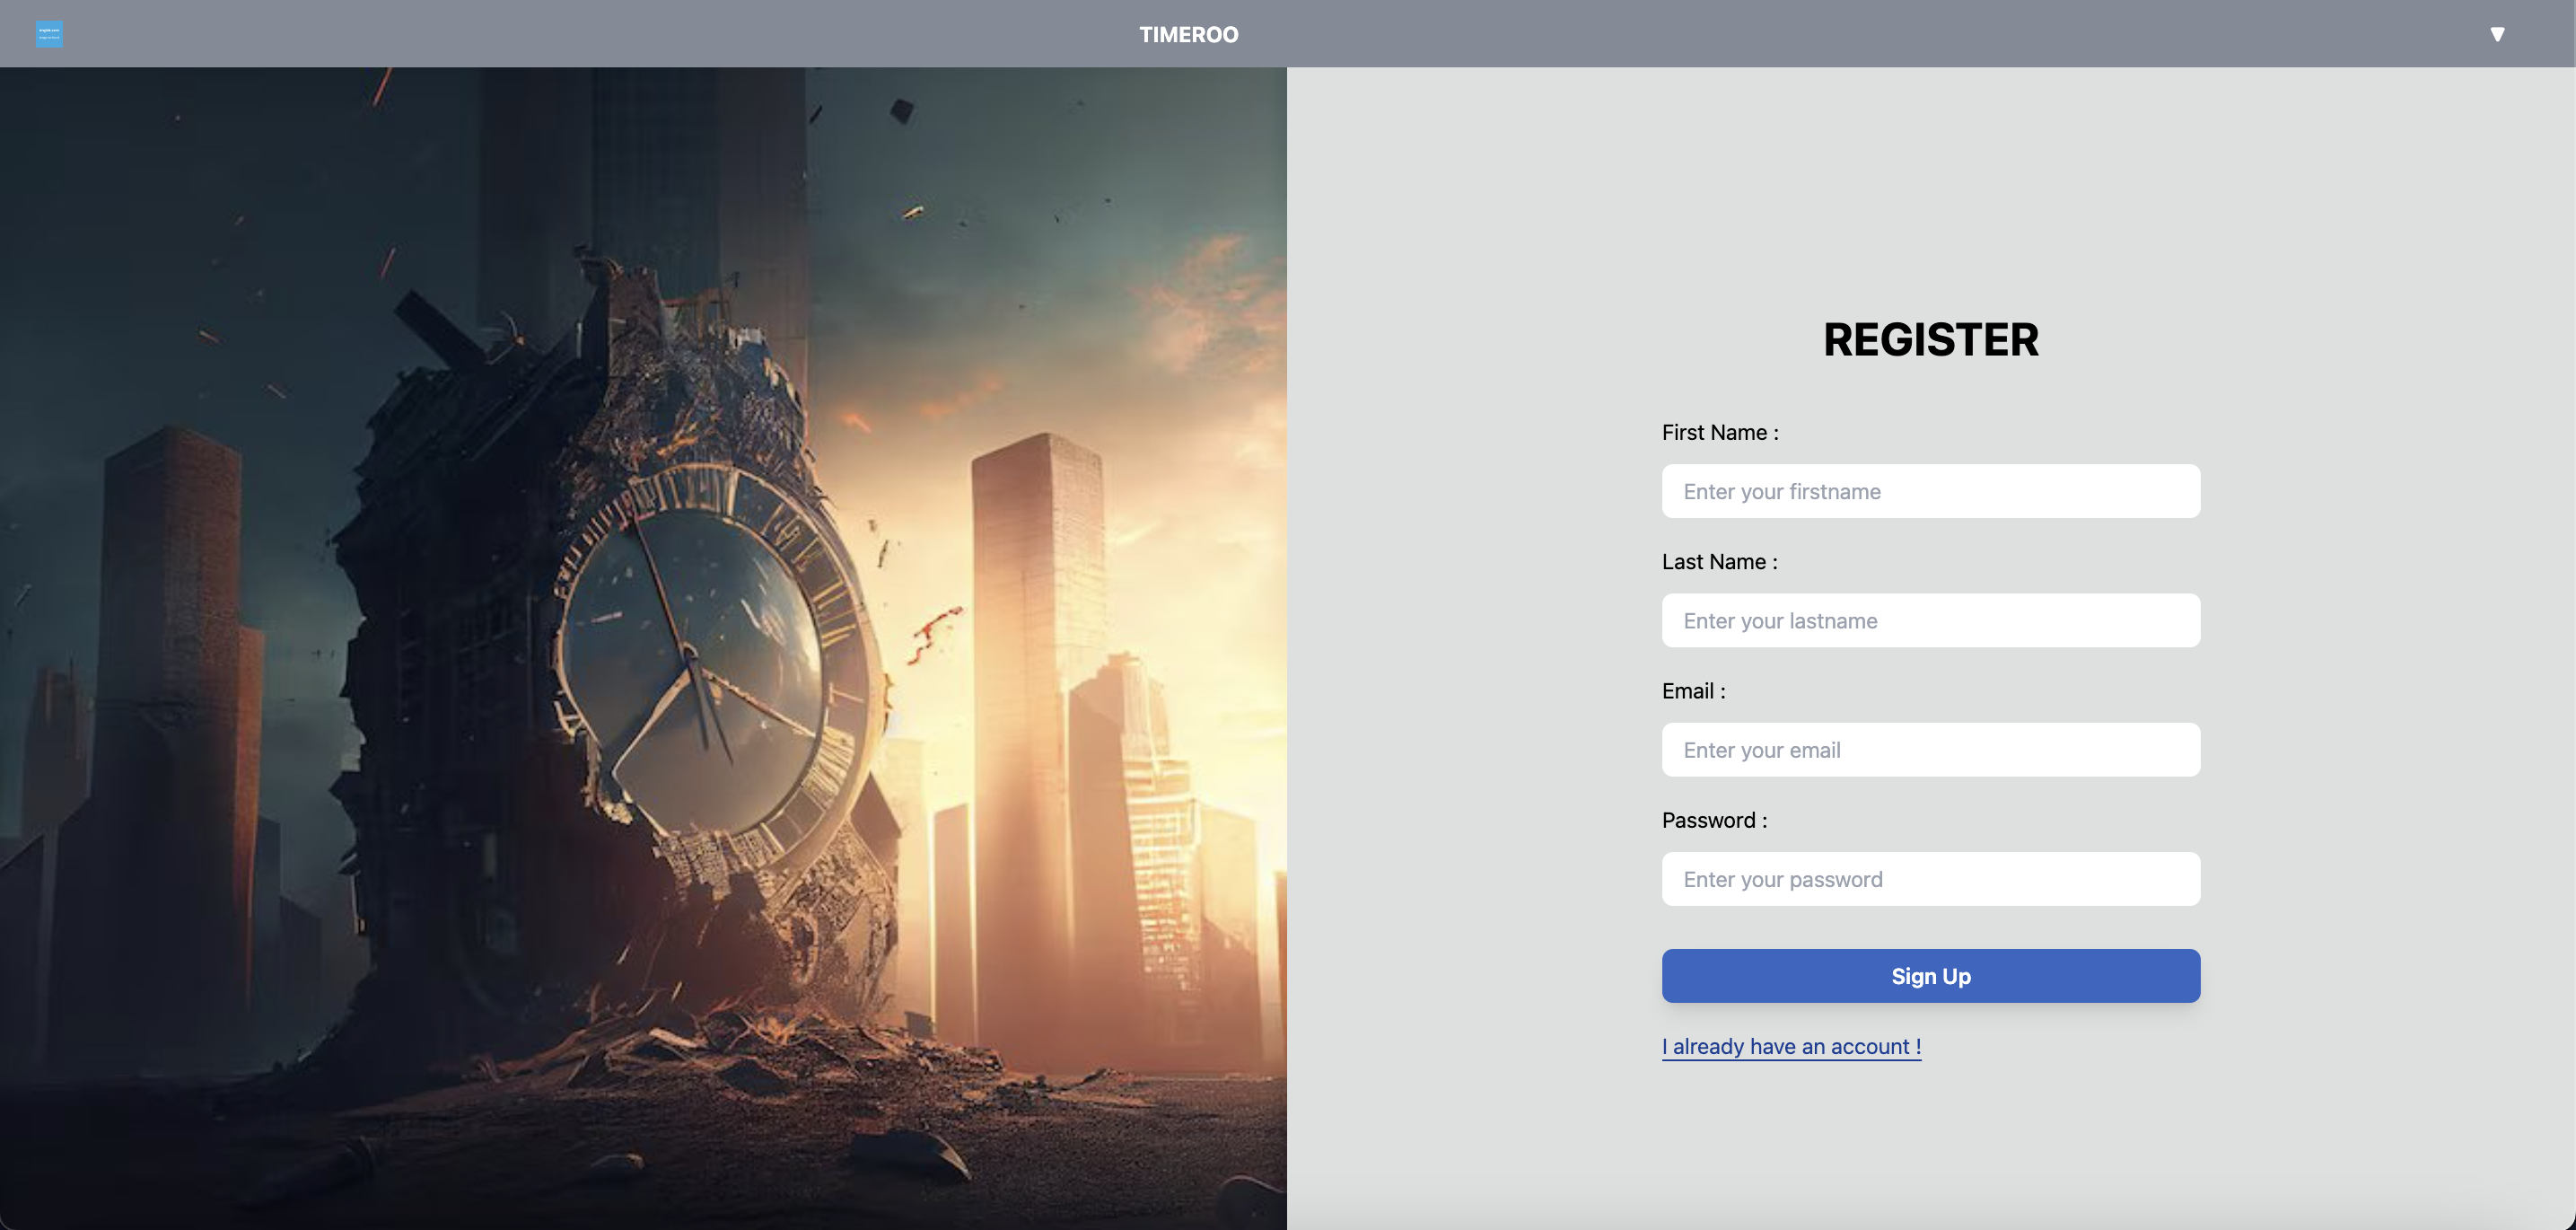 TIMEROO
REGISTER
First Name :
Enter your firstname
Last Name :
Enter your lastname
Email :
Enter your email
Password :
Enter your password
Sign Up
I already have an account !